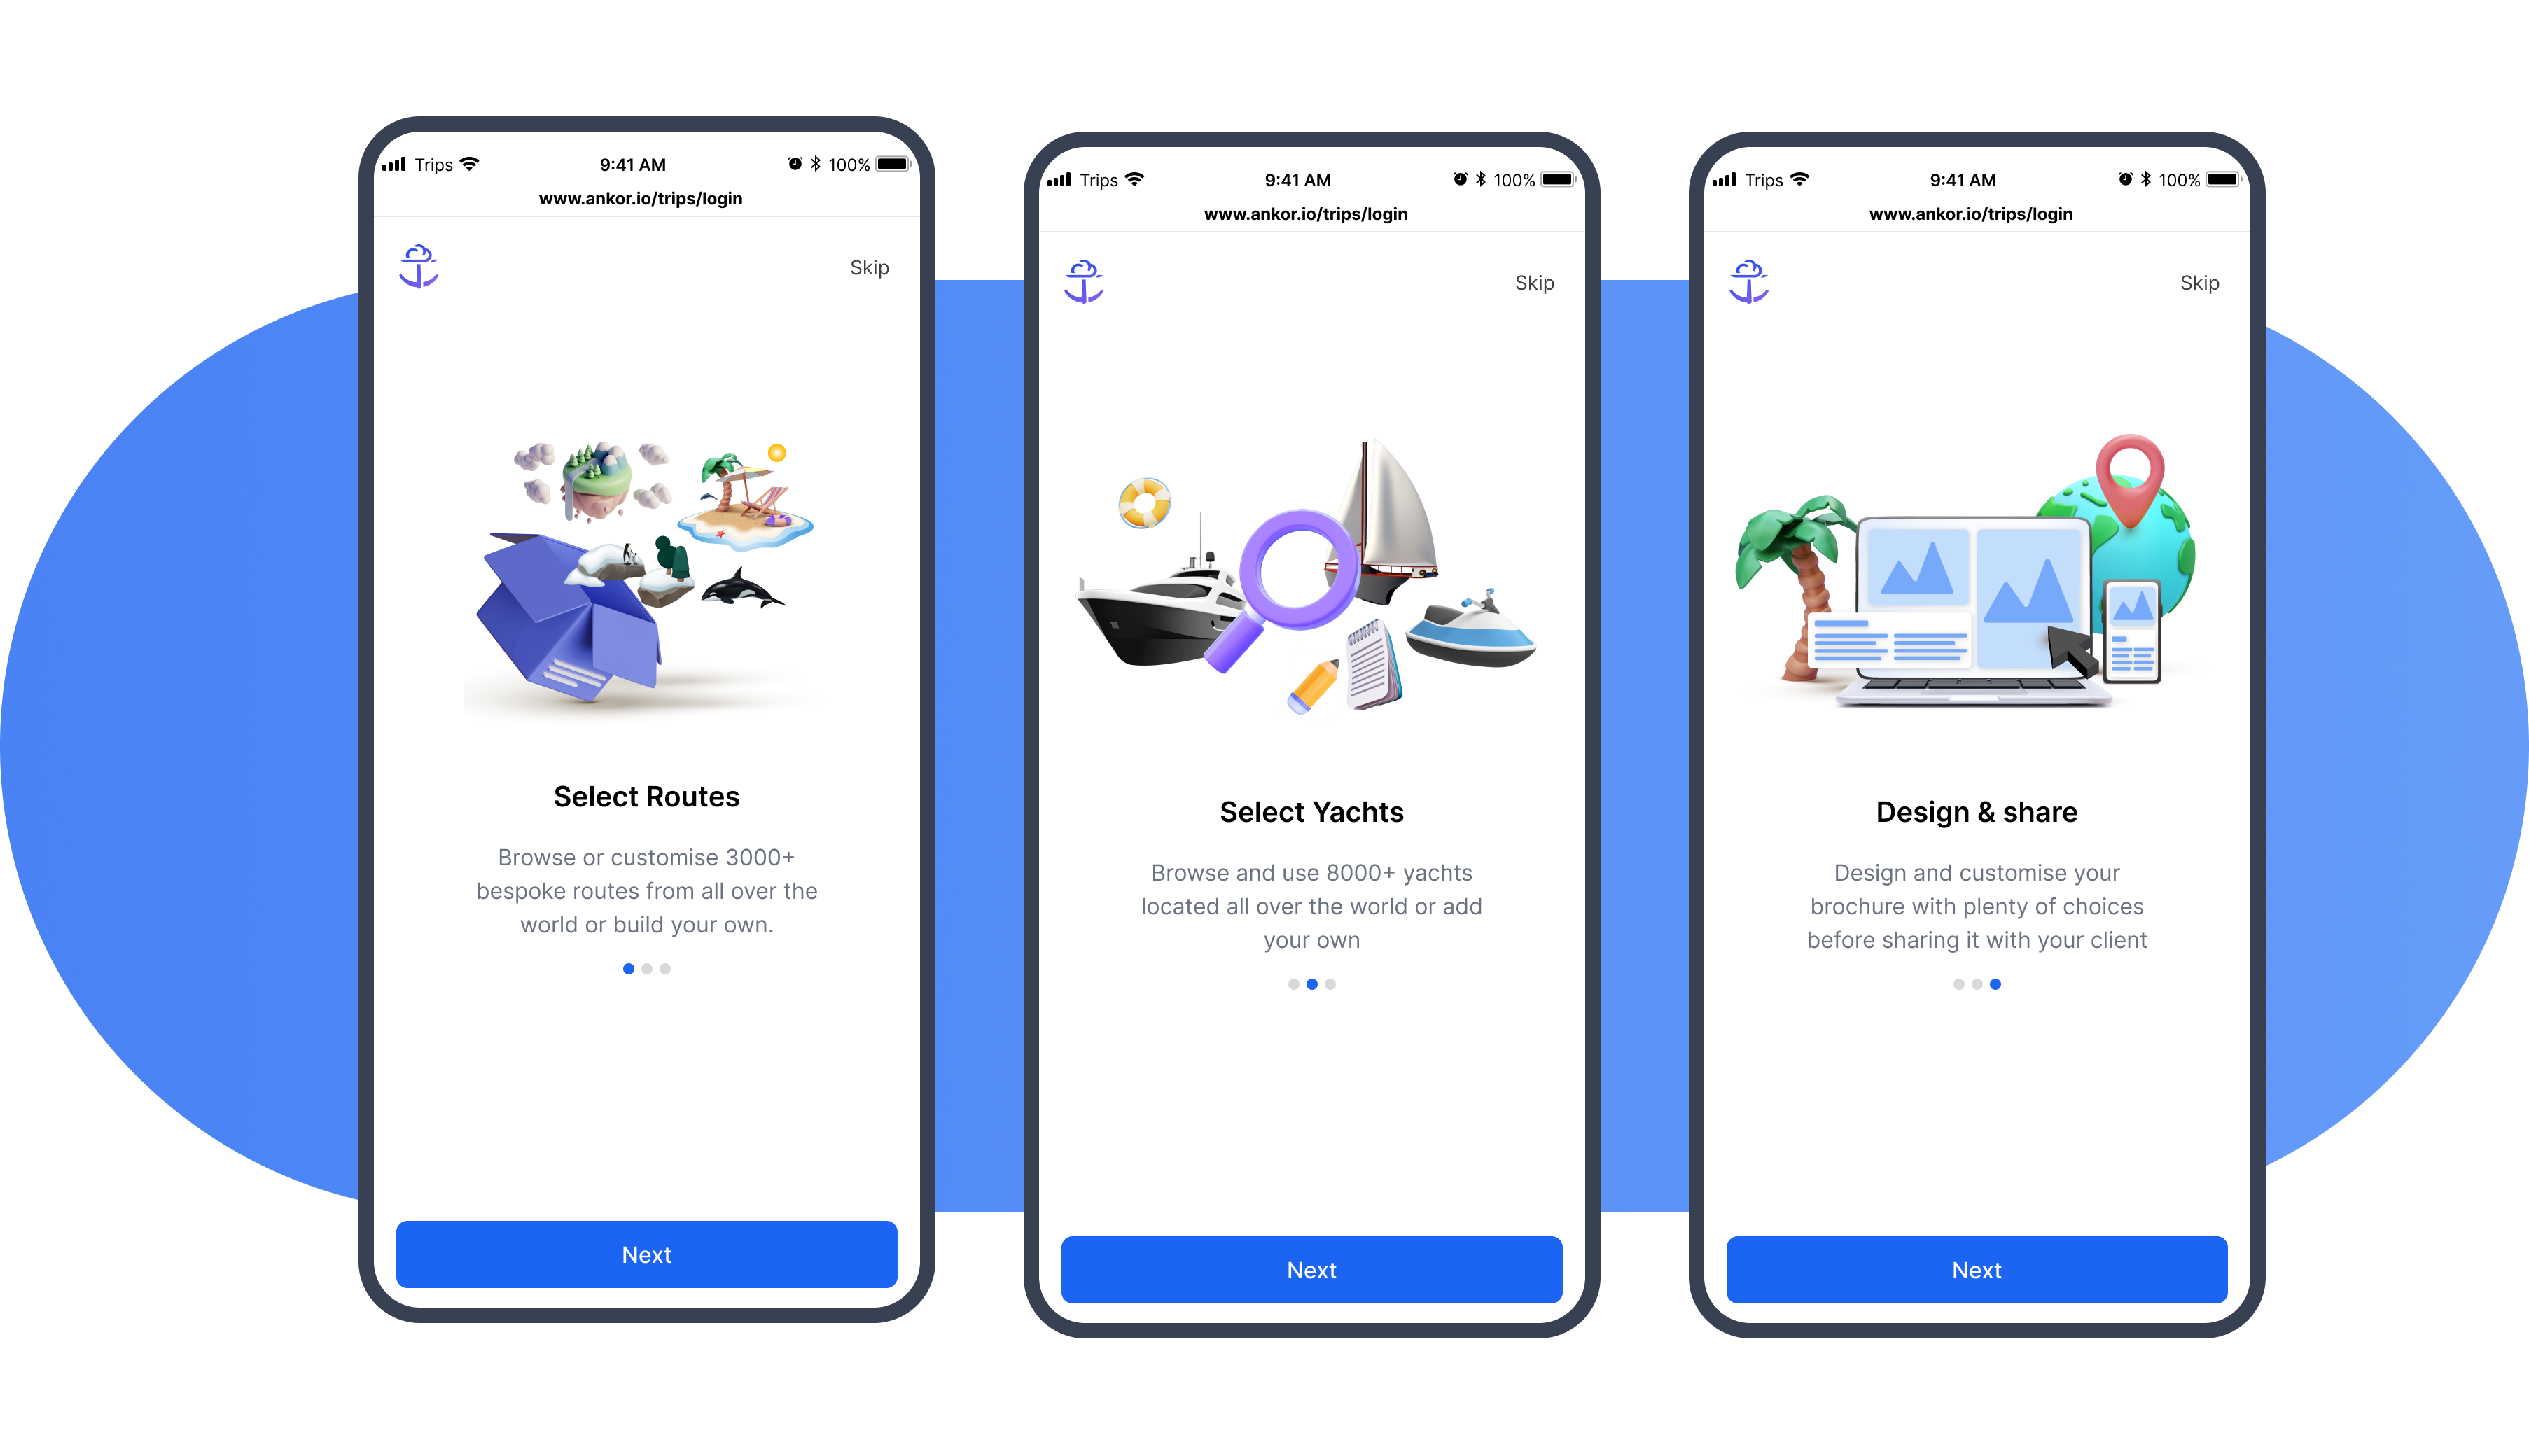 Trips 9:41 AM 100%
www.ankor.io/trips/login
Skip
Select Routes
Browse or customise 3000+
bespoke routes from all over the
world or build your own.
Next
Trips 9:41 AM 100%
www.ankor.io/trips/login
Skip
Select Yachts
Browse and use 8000+ yachts
located all over the world or add
your own
Next
Trips 9:41 AM 100%
www.ankor.io/trips/login
Skip
Design & share
Design and customise your
brochure with plenty of choices
before sharing it with your client
Next